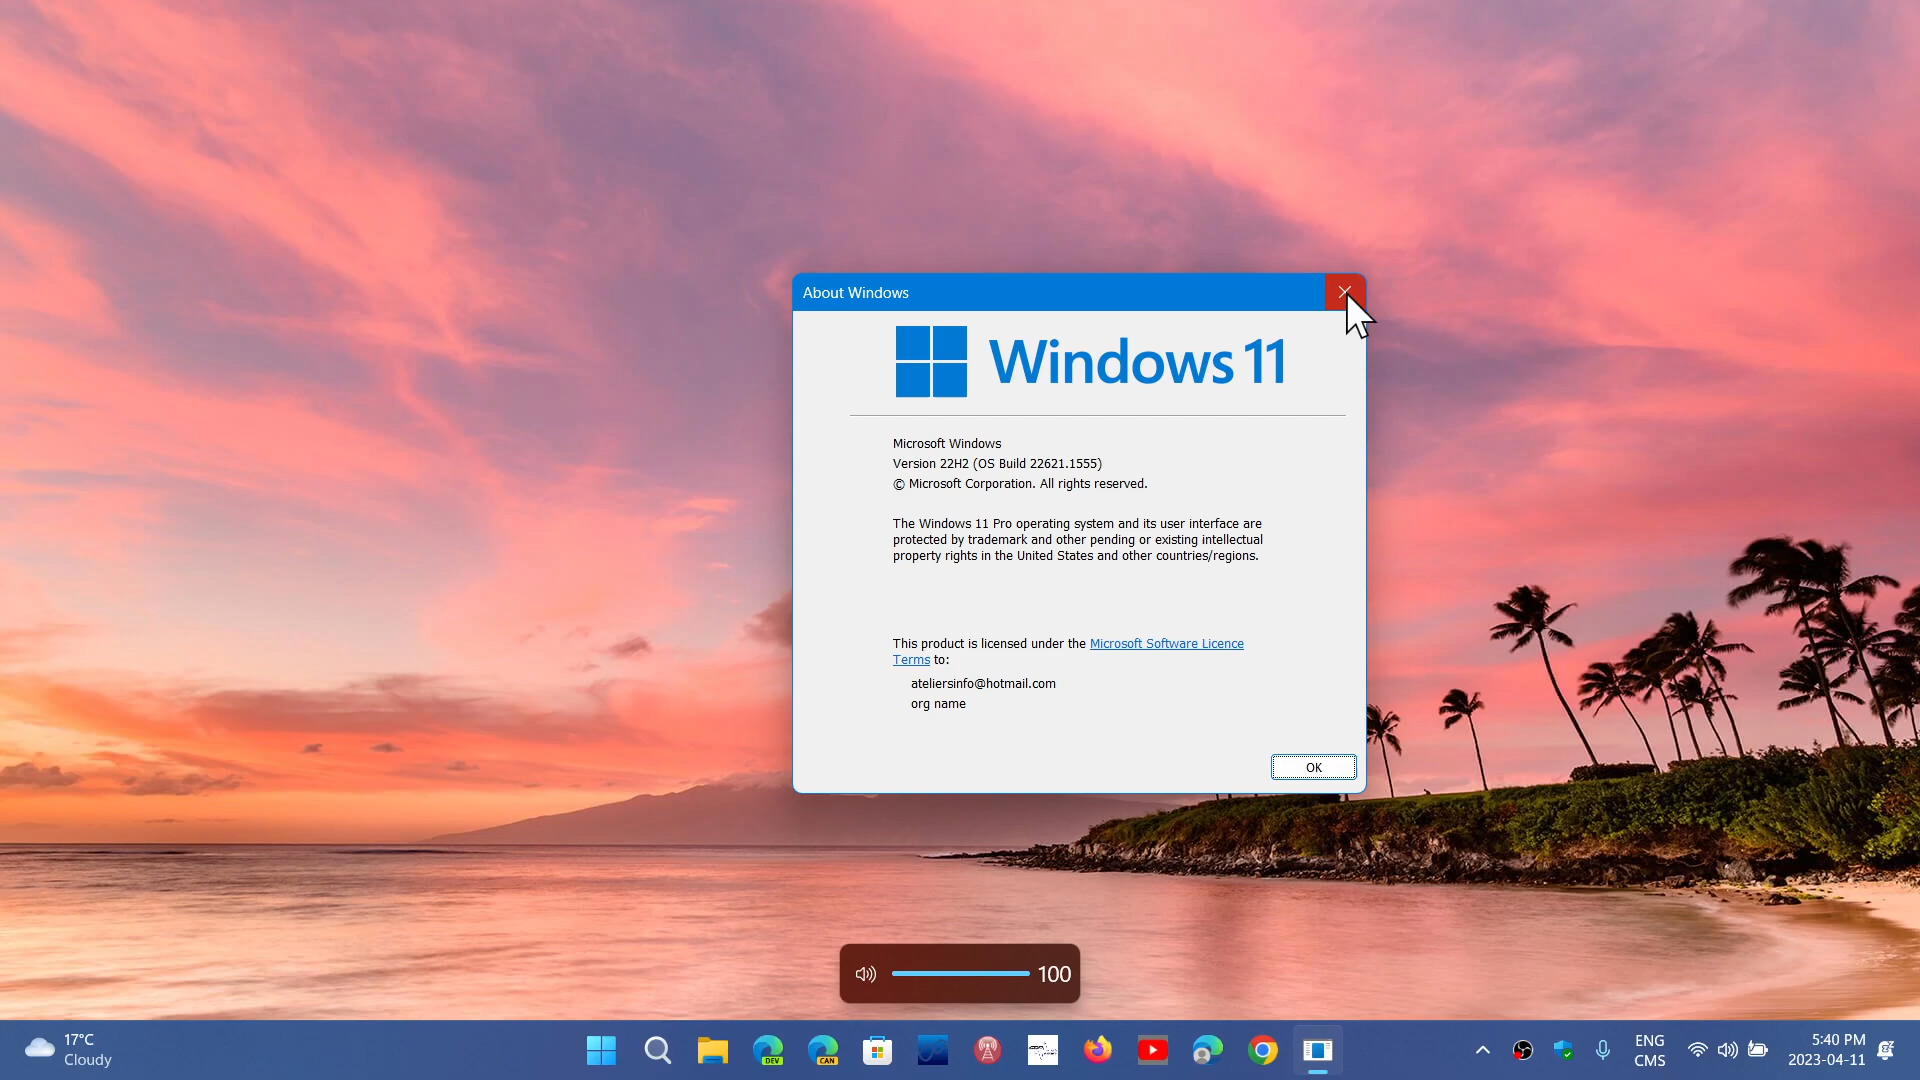 About Windows
Windows 11
Microsoft Windows
Version 22H2 (OS Build 22621.1555)
© Microsoft Corporation. All rights reserved.
The Windows 11 Pro operating system and its user interface are
protected by trademark and other pending or existing intellectual
property rights in the United States and other countries/regions.
This product is licensed under the Microsoft Software Licence
Terms to:
ateliersinfo@hotmail.com
org name
OK
100
17°C
Cloudy
DEV
CAN
ENG
CMS
5:40 PM
2023-04-11